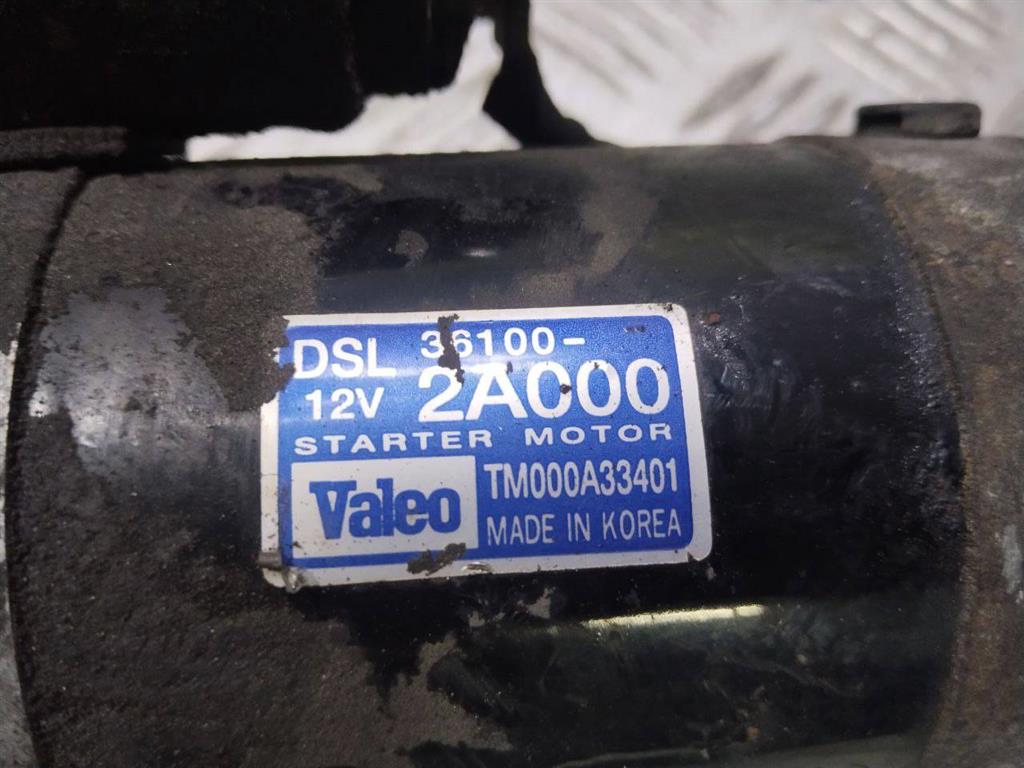 DSL 36100-
12V 2A000
STARTER MOTOR
Valeo TM000A33401
MADE IN KOREA